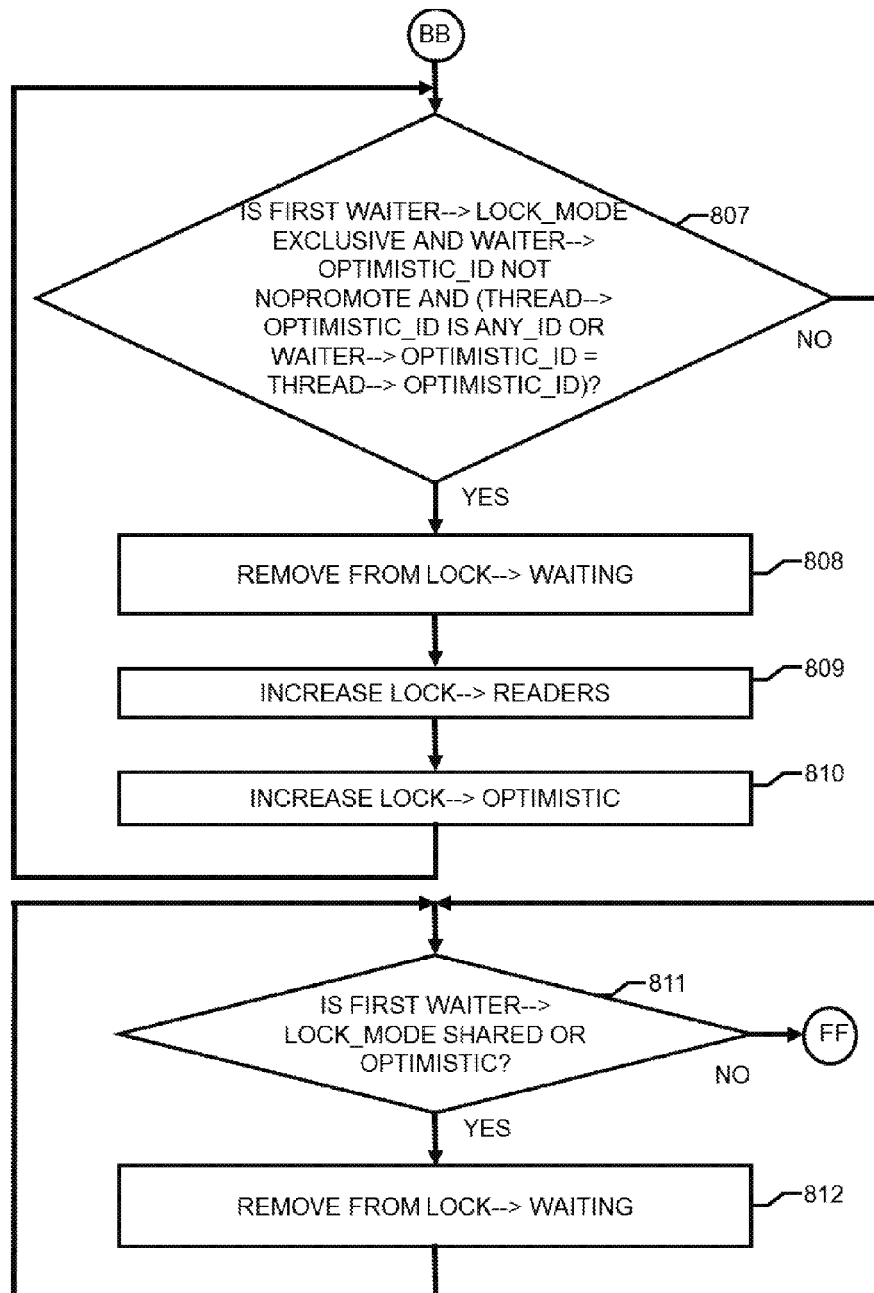 BB
IS FIRST WAITER--> LOCK_MODE
EXCLUSIVE AND WAITER-->
OPTIMISTIC_ID NOT
NOPROMOTE AND (THREAD-->
OPTIMISTIC_ID IS ANY_ID OR
WAITER--> OPTIMISTIC_ID =
THREAD--> OPTIMISTIC_ID)?
807
NO
YES
REMOVE FROM LOCK--> WAITING
808
INCREASE LOCK--> READERS
809
INCREASE LOCK--> OPTIMISTIC
810
811
IS FIRST WAITER-->
LOCK_MODE SHARED OR
OPTIMISTIC?
FF
NO
YES
REMOVE FROM LOCK--> WAITING
812